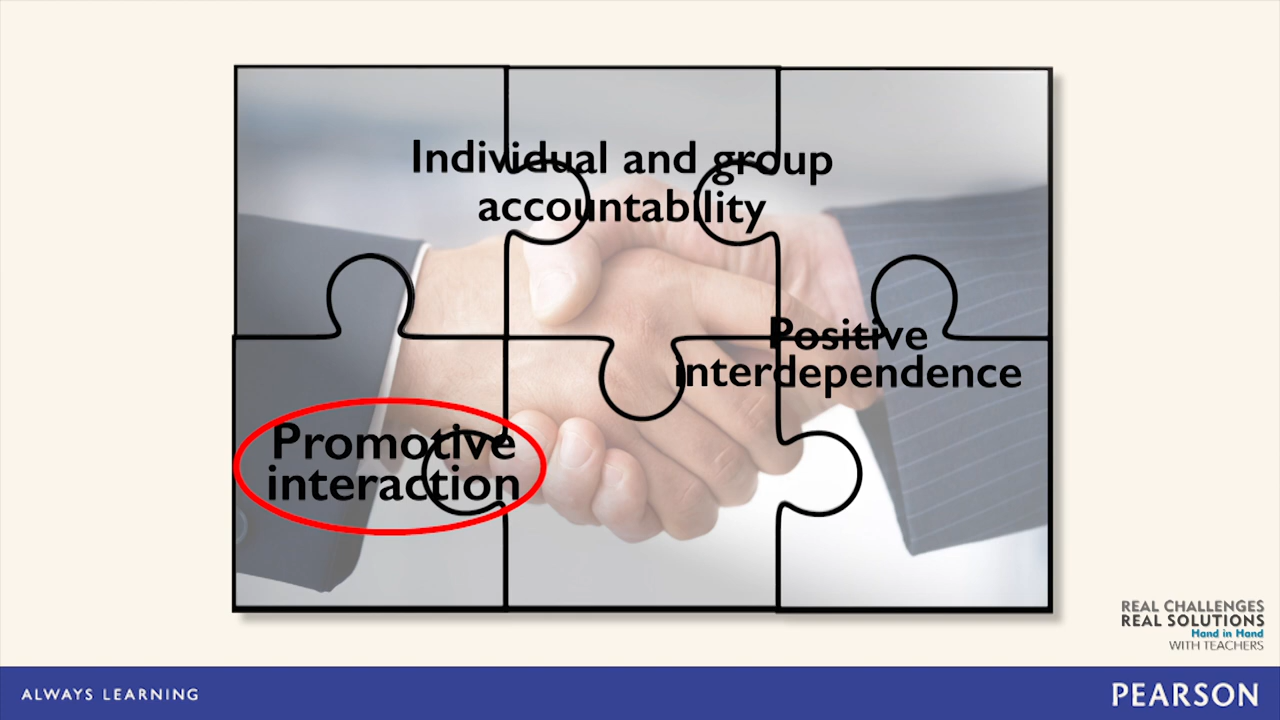 Individual and group
accountability
Positive
interdependence
Promotive
interaction
REAL CHALLENGES
REAL SOLUTIONS
Hand in Hand
WITH TEACHERS
ALWAYS LEARNING
PEARSON